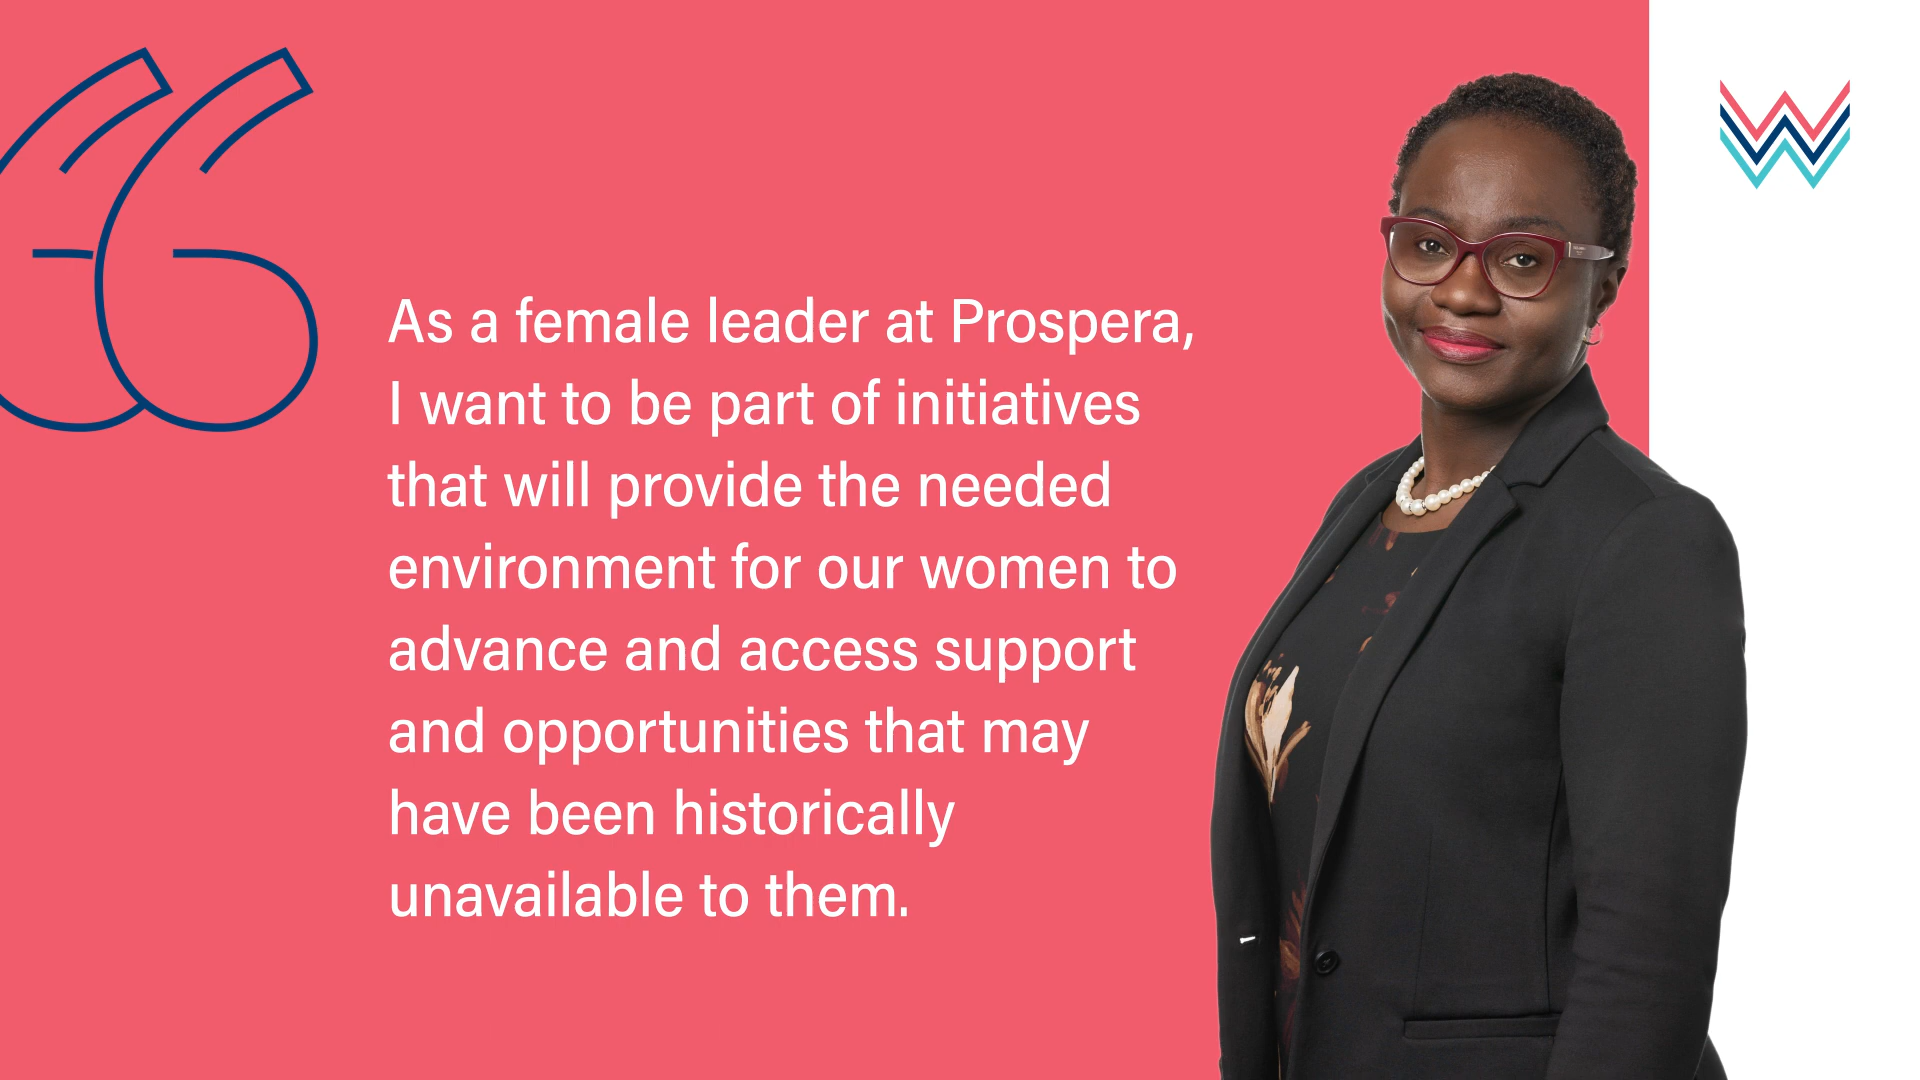 As a female leader at Prospera,
I want to be part of initiatives
that will provide the needed
environment for our women to
advance and access support
and opportunities that may
have been historically
unavailable to them.